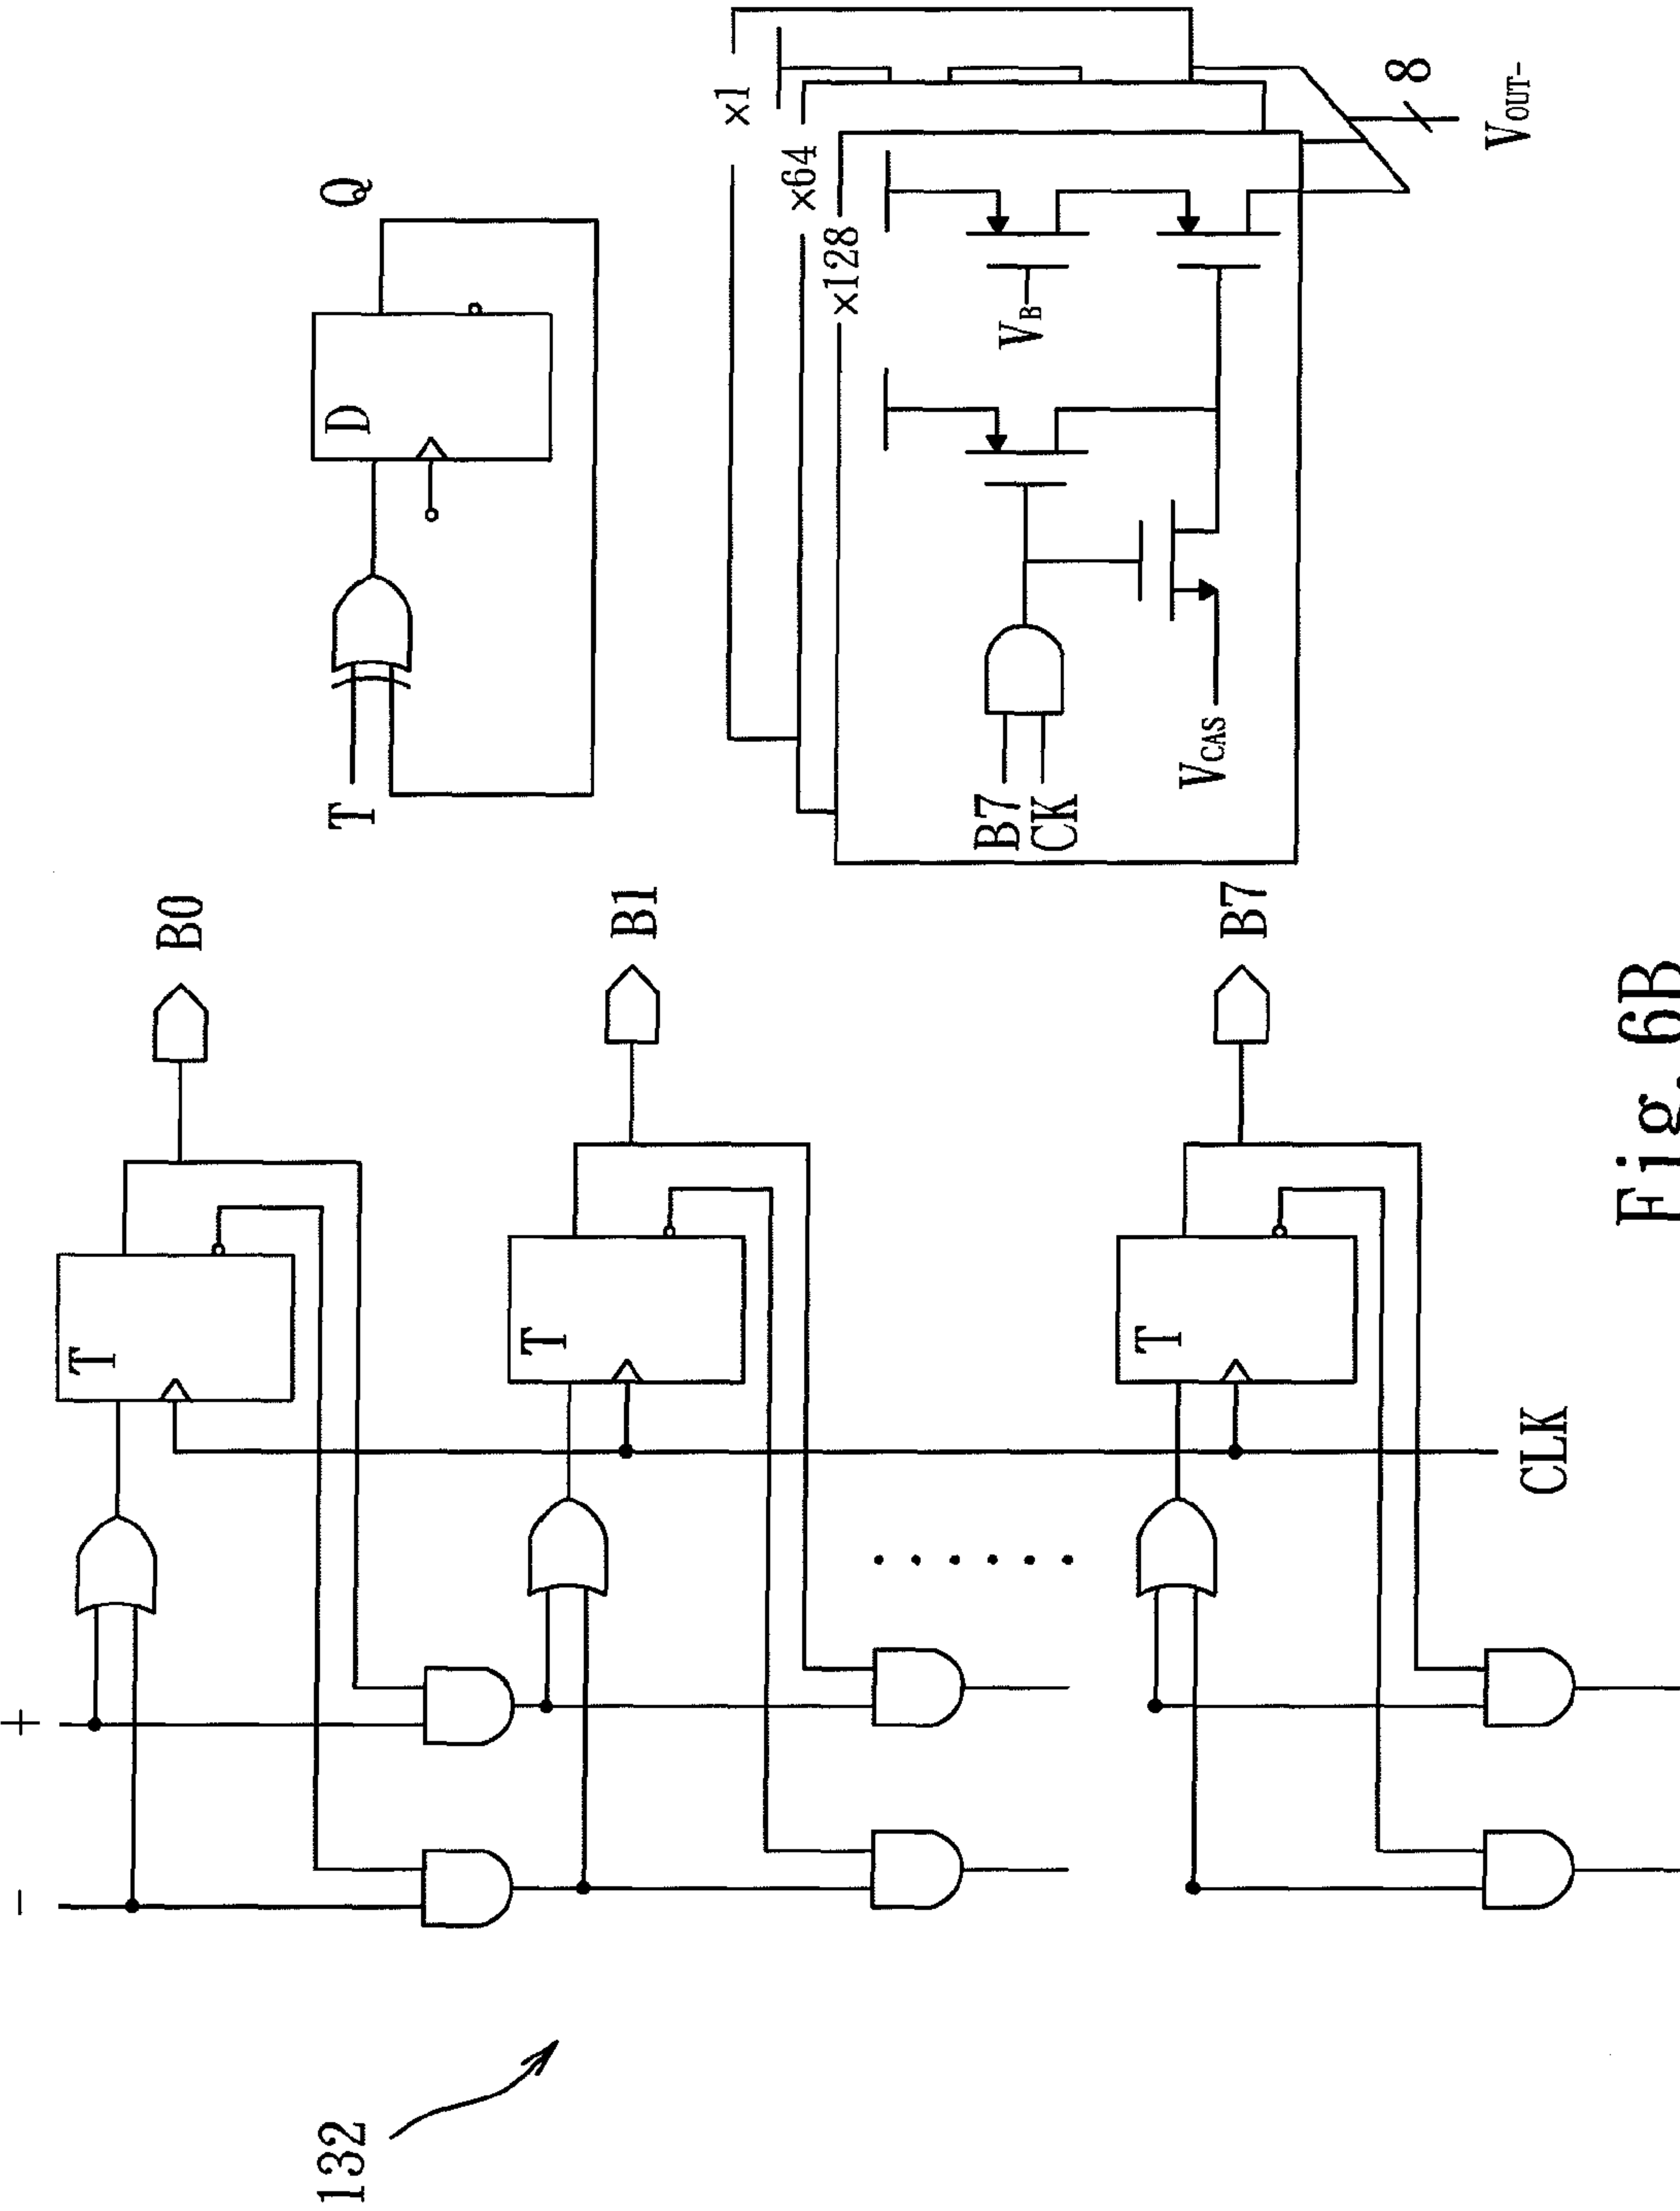 132
-
+
T
B0
T
B1
T
B7
CLK
T
D
Q
×1
×64
×128
B7
CK
VCAS
VB
8
VOUT-
Fig. 6B